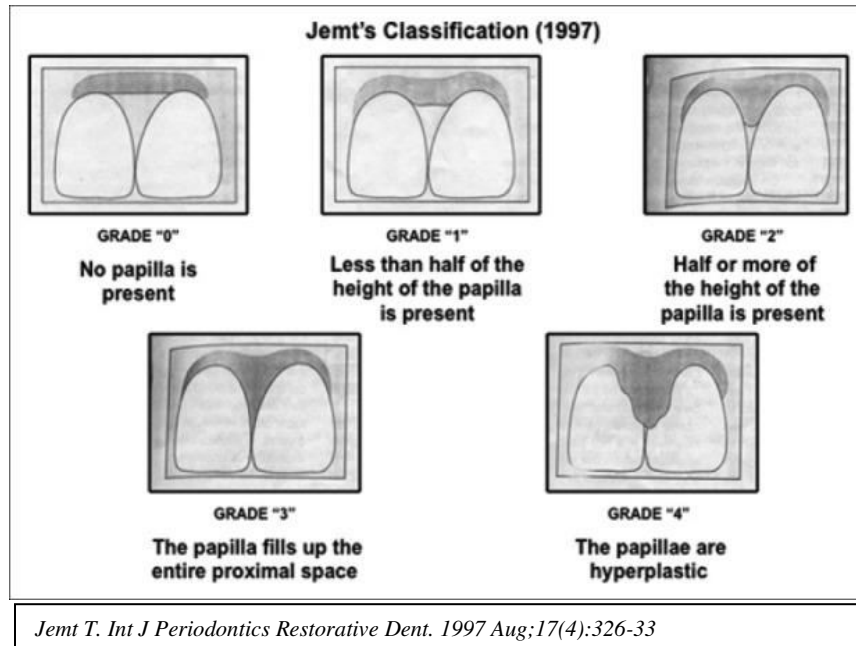 Jemt's Classification (1997)
GRADE "0"
No papilla is
present
GRADE "1"
Less than half of the
height of the papilla
is present
GRADE "2"
Half or more of
the height of the
papilla is present
GRADE "3"
The papilla fills up the
entire proximal space
GRADE "4"
The papillae are
hyperplastic
Jemt T. Int J Periodontics Restorative Dent. 1997 Aug;17(4):326-33